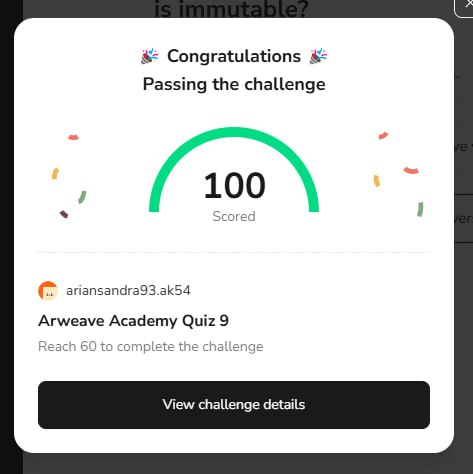 is immutable?
Congratulations
Passing the challenge
100
Scored
ariansandra93.ak54
Arweave Academy Quiz 9
Reach 60 to complete the challenge
View challenge details